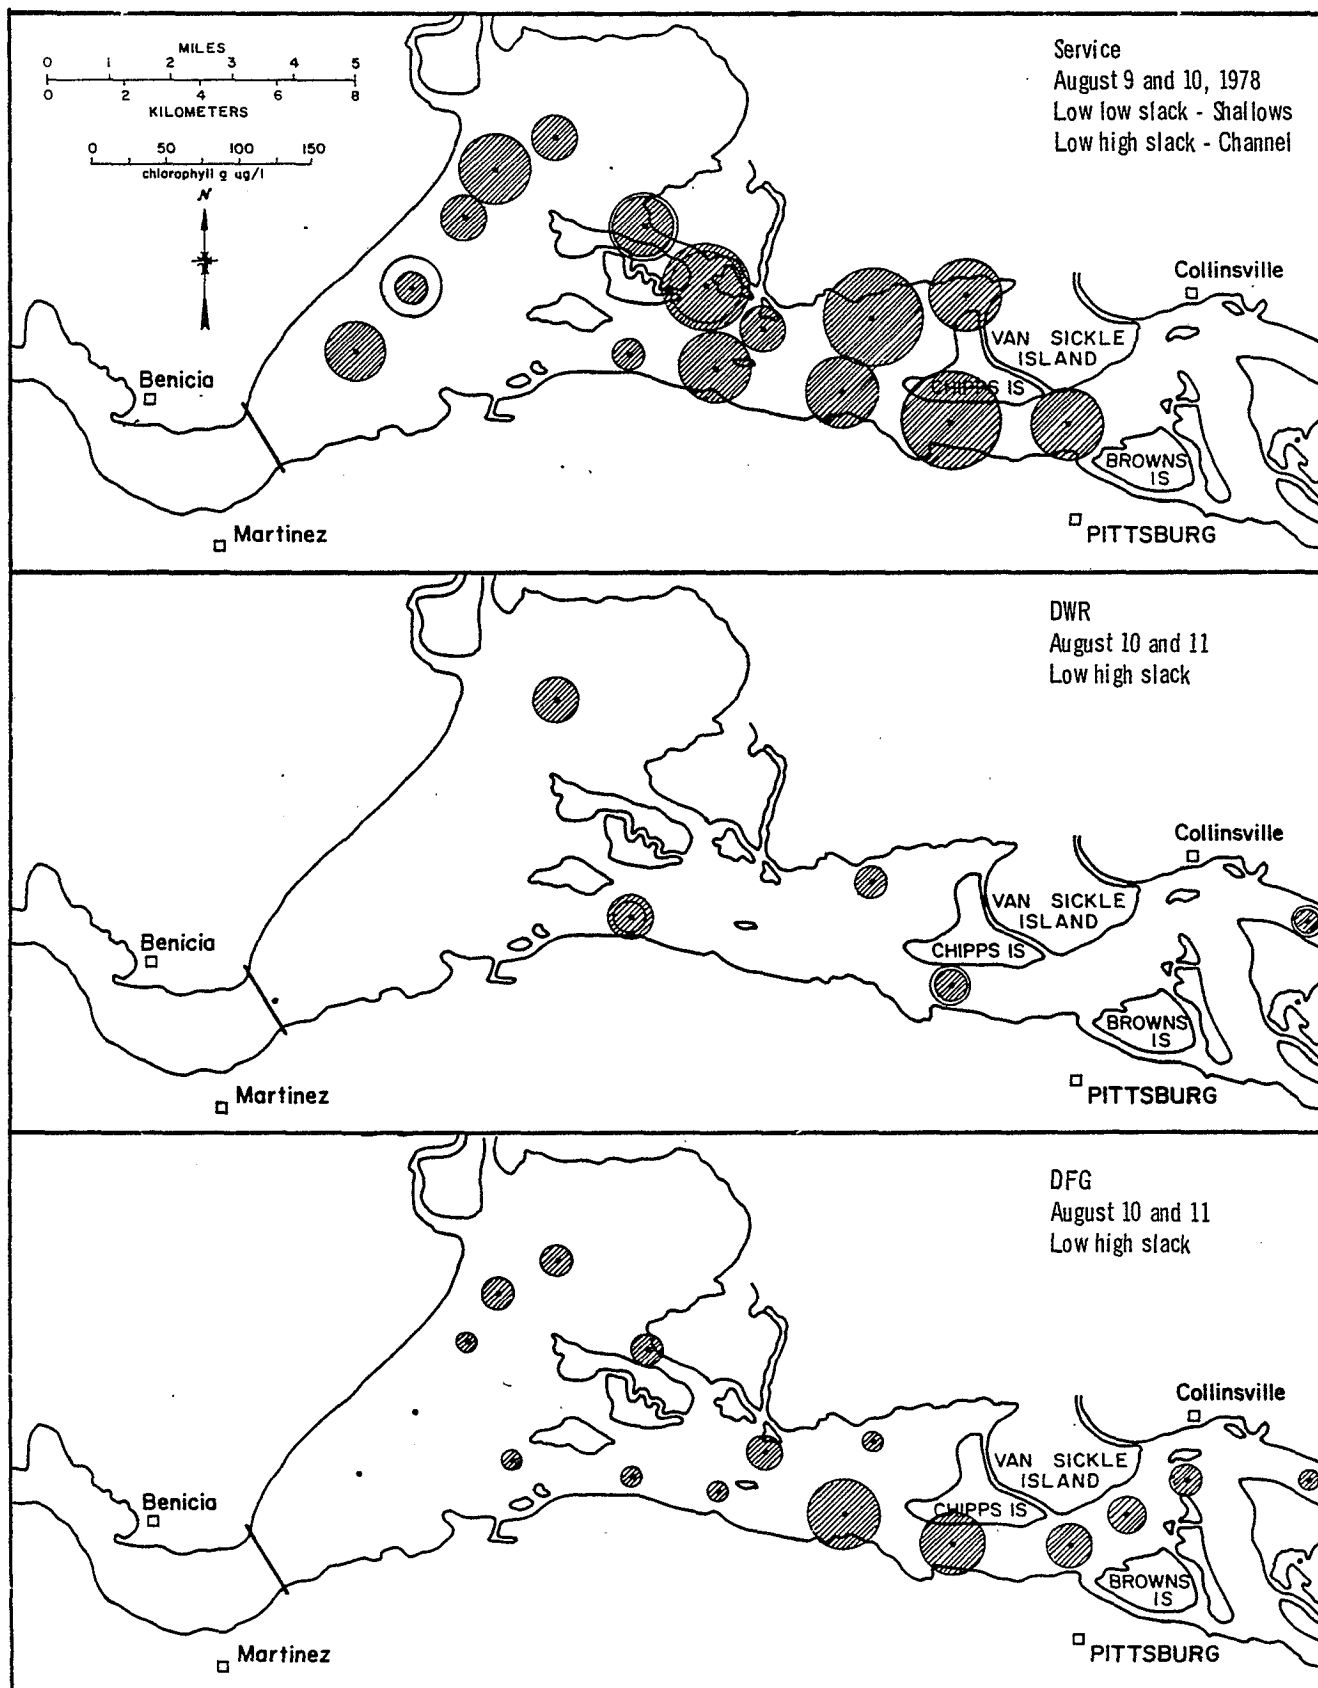 MILES
0 1 2 3 4 5
0 2 4 6 8
KILOMETERS
0 50 100 150
chlorophyll a ug/l
N
Service
August 9 and 10, 1978
Low low slack - Shallows
Low high slack - Channel
Collinsville
VAN SICKLE
ISLAND
Benicia
CHIPPS IS
BROWNS
IS
Martinez
PITTSBURG
DWR
August 10 and 11
Low high slack
Collinsville
VAN SICKLE
ISLAND
Benicia
CHIPPS IS
BROWNS
IS
Martinez
PITTSBURG
DFG
August 10 and 11
Low high slack
Collinsville
VAN SICKLE
ISLAND
Benicia
CHIPPS IS
BROWNS
IS
Martinez
PITTSBURG